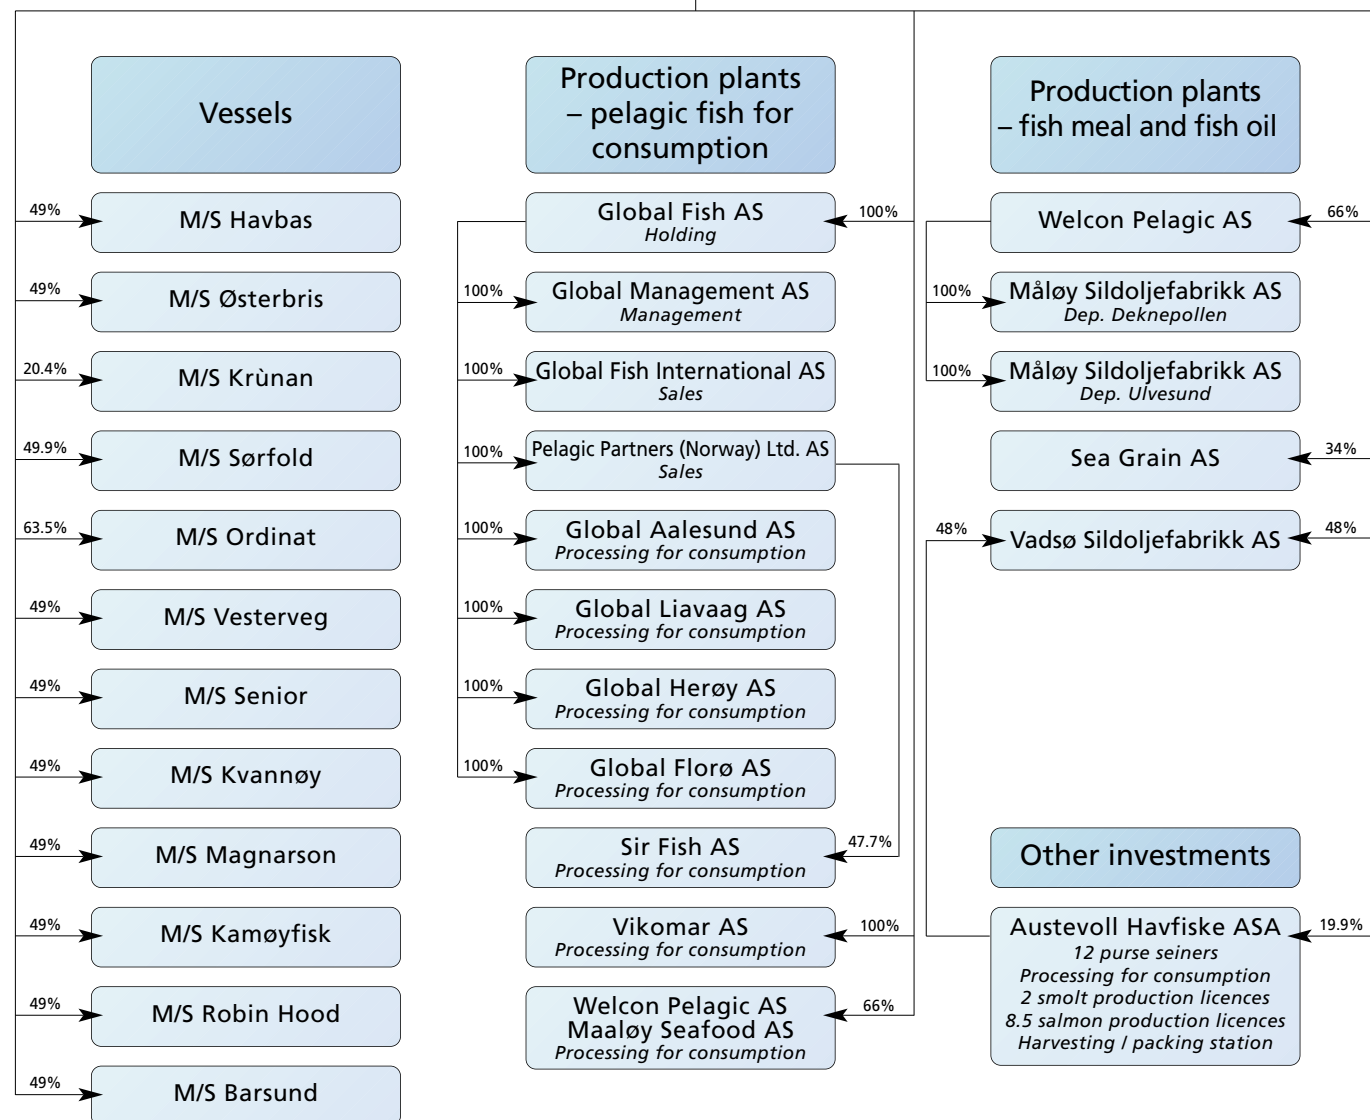 Vessels
49%
M/S Havbas
49%
M/S Østerbris
20.4%
M/S Krùnan
49.9%
M/S Sørfold
63.5%
M/S Ordinat
49%
M/S Vesterveg
49%
M/S Senior
49%
M/S Kvannøy
49%
M/S Magnarson
49%
M/S Kamøyfisk
49%
M/S Robin Hood
49%
M/S Barsund
Production plants
– pelagic fish for
consumption
Global Fish AS
Holding
100%
100%
Global Management AS
Management
100%
Global Fish International AS
Sales
100%
Pelagic Partners (Norway) Ltd. AS
Sales
100%
Global Aalesund AS
Processing for consumption
100%
Global Liavaag AS
Processing for consumption
100%
Global Herøy AS
Processing for consumption
100%
Global Florø AS
Processing for consumption
Sir Fish AS
Processing for consumption
47.7%
Vikomar AS
Processing for consumption
100%
Welcon Pelagic AS
Maaløy Seafood AS
Processing for consumption
66%
Production plants
– fish meal and fish oil
Welcon Pelagic AS
66%
100%
Måløy Sildoljefabrikk AS
Dep. Deknepollen
100%
Måløy Sildoljefabrikk AS
Dep. Ulvesund
Sea Grain AS
34%
48%
Vadsø Sildoljefabrikk AS
48%
Other investments
Austevoll Havfiske ASA
12 purse seiners
Processing for consumption
2 smolt production licences
8.5 salmon production licences
Harvesting / packing station
19.9%